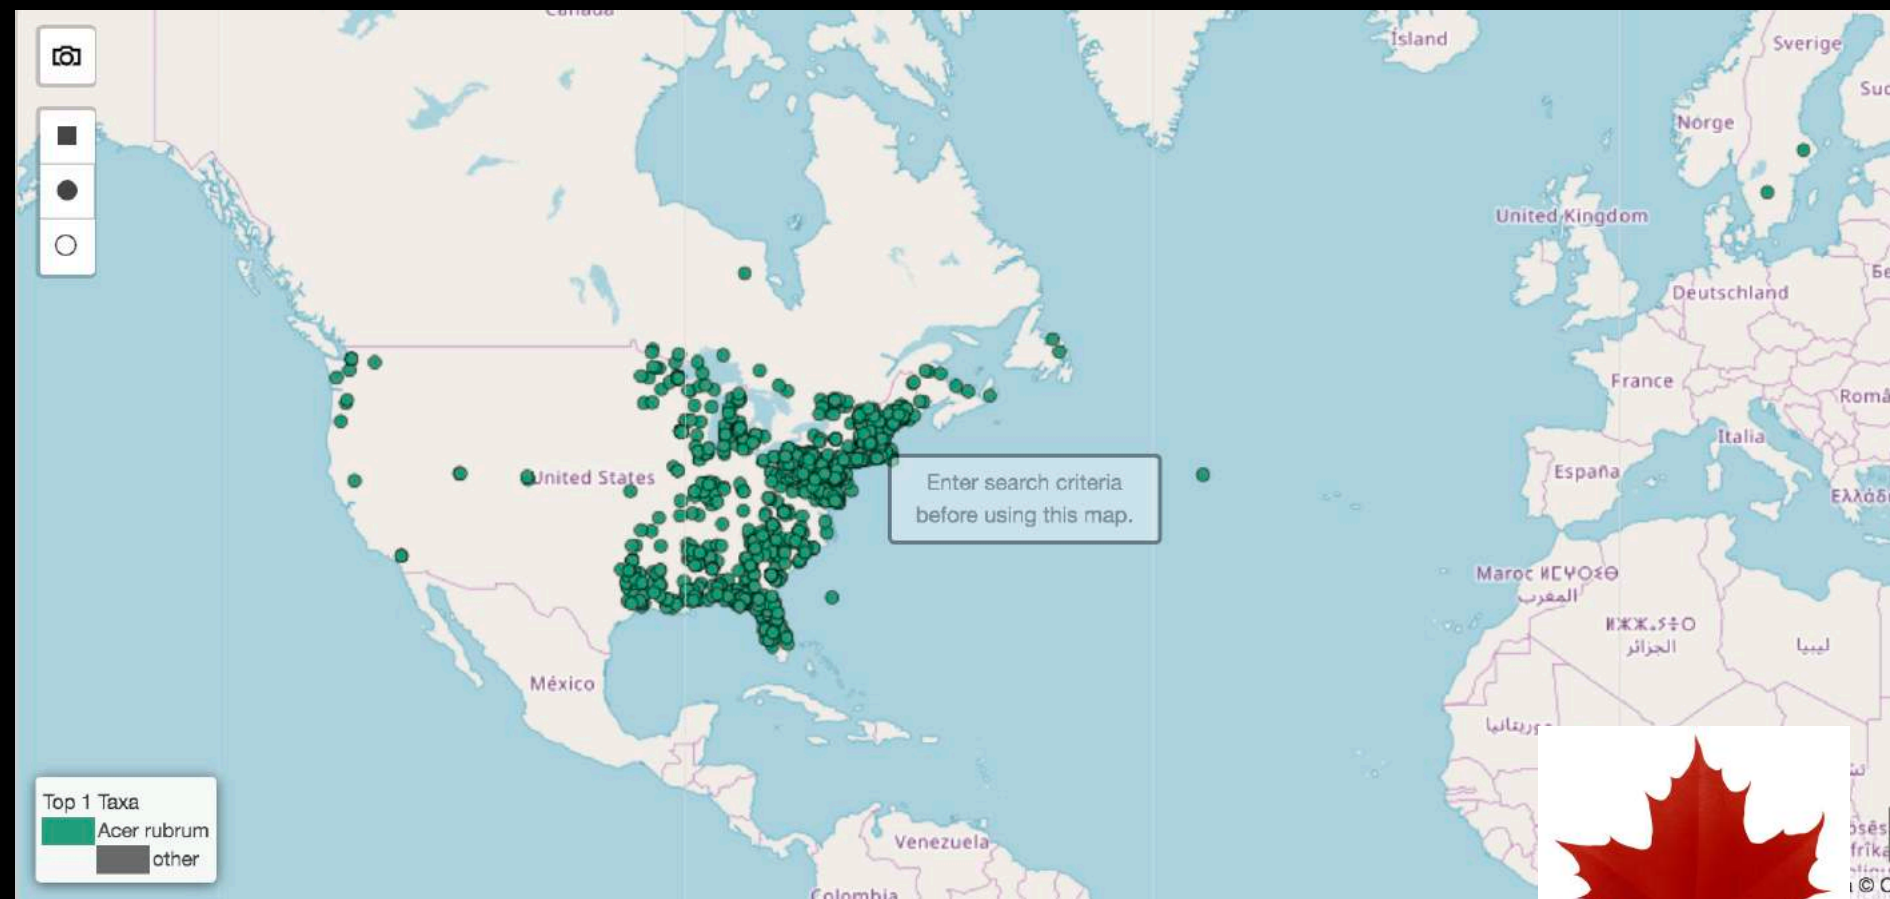 Canada
Ísland
Sverige
Norge
United Kingdom
Deutschland
France
Italia
España
United States
Enter search criteria
before using this map.
Maroc ⵍⵎⵖⵔⵉⴱ
المغرب
الجزائر
ليبيا
México
Top 1 Taxa
Acer rubrum
other
Venezuela
Colombia